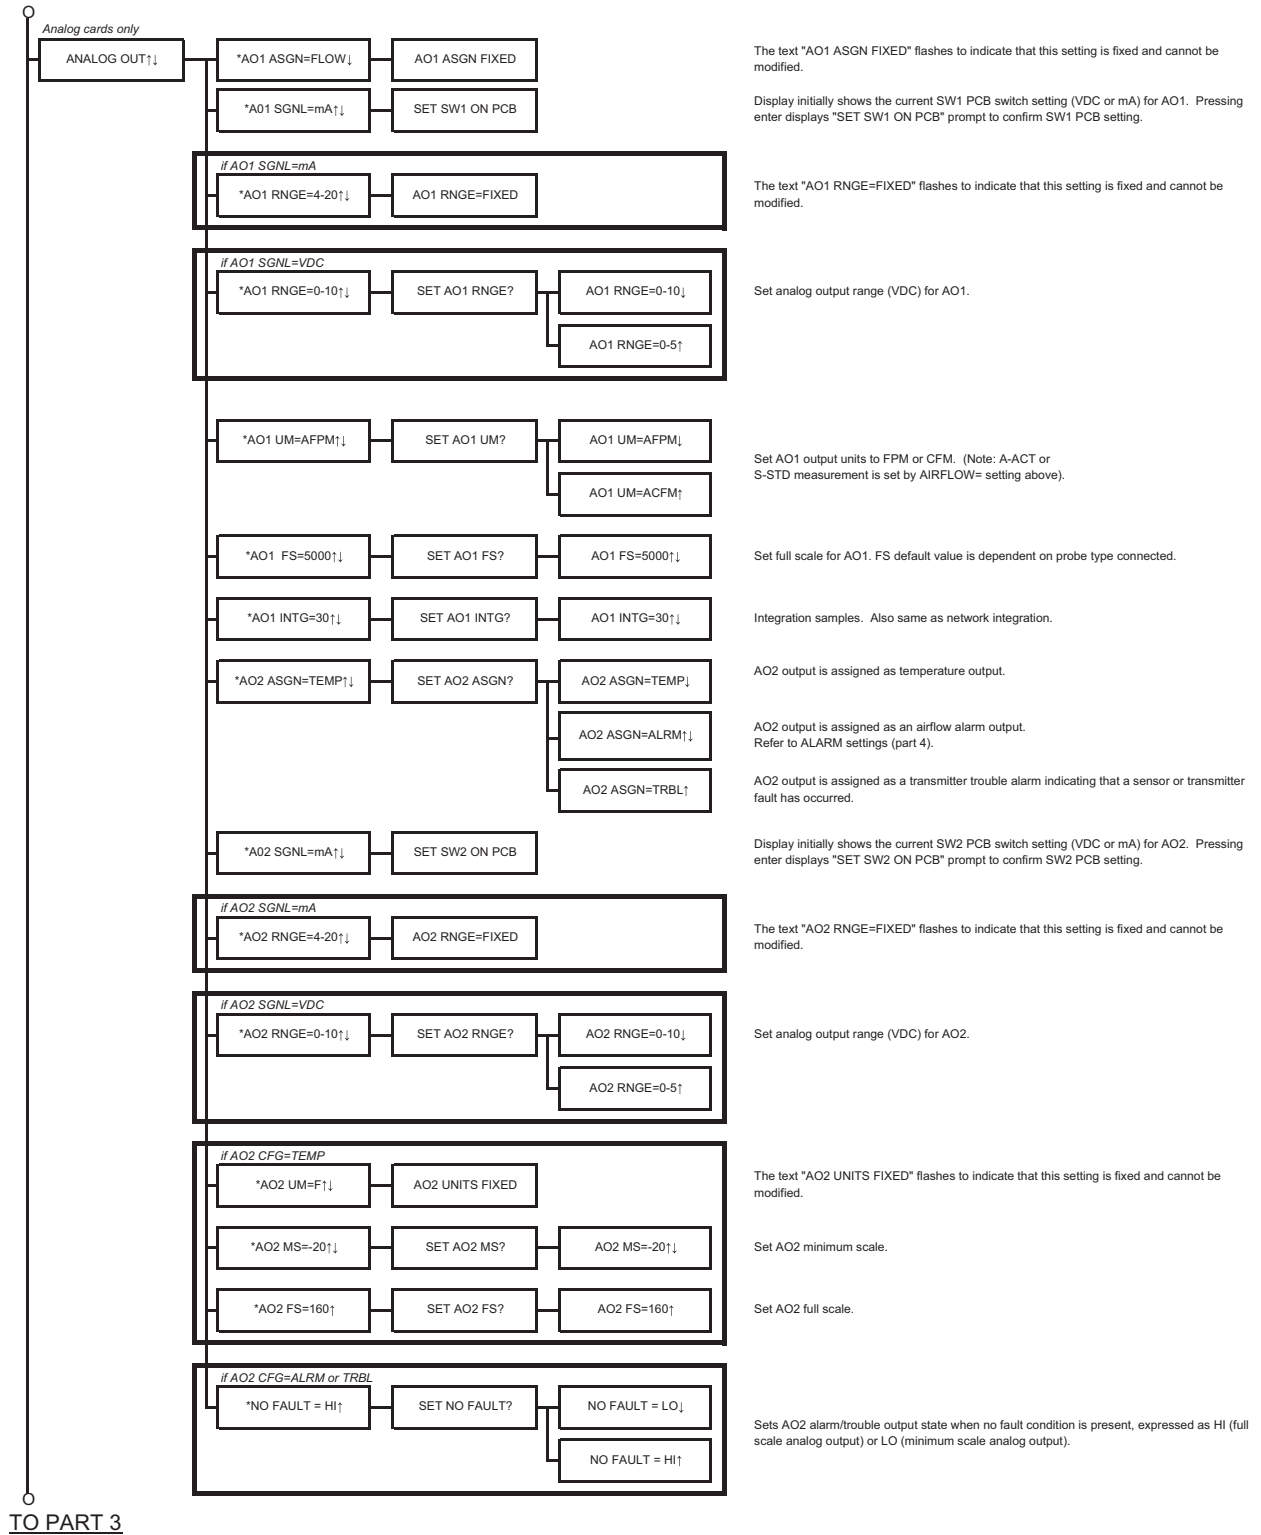 O
Analog cards only
ANALOG OUT↑↓
*AO1 ASGN=FLOW↓
AO1 ASGN FIXED
The text "AO1 ASGN FIXED" flashes to indicate that this setting is fixed and cannot be
modified.
*A01 SGNL=mA↑↓
SET SW1 ON PCB
Display initially shows the current SW1 PCB switch setting (VDC or mA) for AO1. Pressing
enter displays "SET SW1 ON PCB" prompt to confirm SW1 PCB setting.
if AO1 SGNL=mA
*AO1 RNGE=4-20↑↓
AO1 RNGE=FIXED
The text "AO1 RNGE=FIXED" flashes to indicate that this setting is fixed and cannot be
modified.
if AO1 SGNL=VDC
*AO1 RNGE=0-10↑↓
SET AO1 RNGE?
AO1 RNGE=0-10↓
Set analog output range (VDC) for AO1.
AO1 RNGE=0-5↑
*AO1 UM=AFPM↑↓
SET AO1 UM?
AO1 UM=AFPM↓
Set AO1 output units to FPM or CFM. (Note: A-ACT or
S-STD measurement is set by AIRFLOW= setting above).
AO1 UM=ACFM↑
*AO1 FS=5000↑↓
SET AO1 FS?
AO1 FS=5000↑↓
Set full scale for AO1. FS default value is dependent on probe type connected.
*AO1 INTG=30↑↓
SET AO1 INTG?
AO1 INTG=30↑↓
Integration samples. Also same as network integration.
*AO2 ASGN=TEMP↑↓
SET AO2 ASGN?
AO2 ASGN=TEMP↓
AO2 output is assigned as temperature output.
AO2 ASGN=ALRM↑↓
AO2 output is assigned as an airflow alarm output.
Refer to ALARM settings (part 4).
AO2 ASGN=TRBL↑
AO2 output is assigned as a transmitter trouble alarm indicating that a sensor or transmitter
fault has occurred.
*A02 SGNL=mA↑↓
SET SW2 ON PCB
Display initially shows the current SW2 PCB switch setting (VDC or mA) for AO2. Pressing
enter displays "SET SW2 ON PCB" prompt to confirm SW2 PCB setting.
if AO2 SGNL=mA
*AO2 RNGE=4-20↑↓
AO2 RNGE=FIXED
The text "AO2 RNGE=FIXED" flashes to indicate that this setting is fixed and cannot be
modified.
if AO2 SGNL=VDC
*AO2 RNGE=0-10↑↓
SET AO2 RNGE?
AO2 RNGE=0-10↓
Set analog output range (VDC) for AO2.
AO2 RNGE=0-5↑
if AO2 CFG=TEMP
*AO2 UM=F↑↓
AO2 UNITS FIXED
The text "AO2 UNITS FIXED" flashes to indicate that this setting is fixed and cannot be
modified.
*AO2 MS=-20↑↓
SET AO2 MS?
AO2 MS=-20↑↓
Set AO2 minimum scale.
*AO2 FS=160↑
SET AO2 FS?
AO2 FS=160↑
Set AO2 full scale.
if AO2 CFG=ALRM or TRBL
*NO FAULT = HI↑
SET NO FAULT?
NO FAULT = LO↓
Sets AO2 alarm/trouble output state when no fault condition is present, expressed as HI (full
scale analog output) or LO (minimum scale analog output).
NO FAULT = HI↑
O
TO PART 3